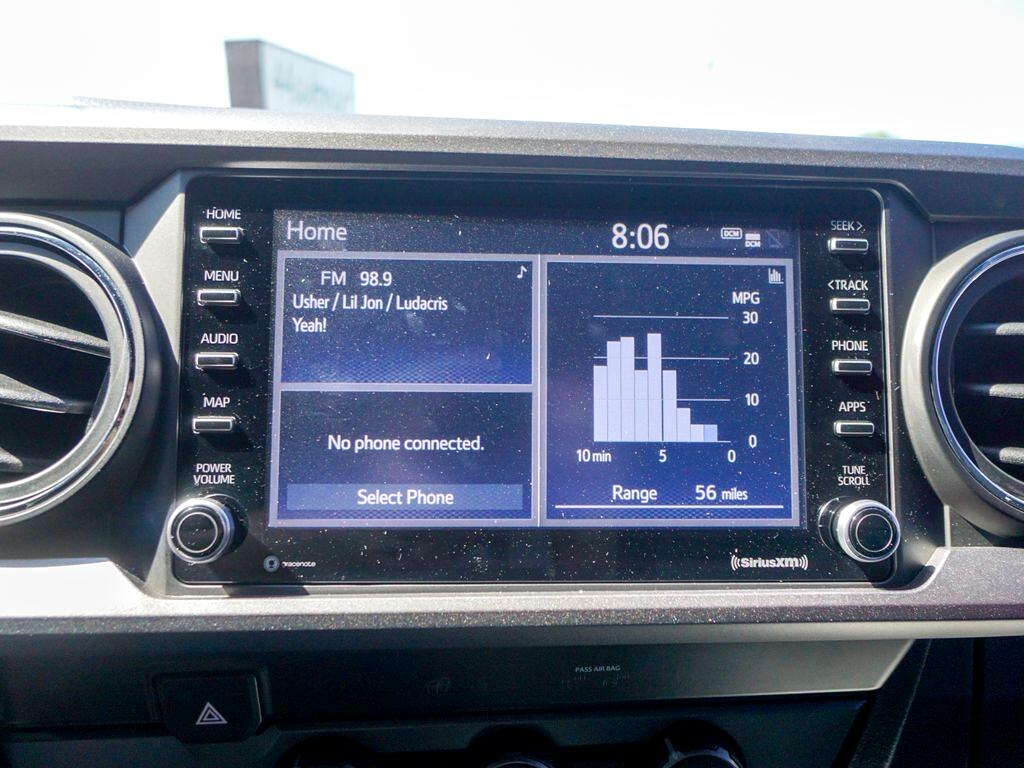 HOME
MENU
AUDIO
MAP
POWER
VOLUME
Home
8:06
DCM
DCM
FM 98.9
Usher / Lil Jon / Ludacris
Yeah!
No phone connected.
Select Phone
MPG
30
20
10
0
10 min 5 0
Range 56 miles
SEEK>
<TRACK
PHONE
APPS
TUNE
SCROLL
gracenote
((SiriusXM))
PASS AIR BAG